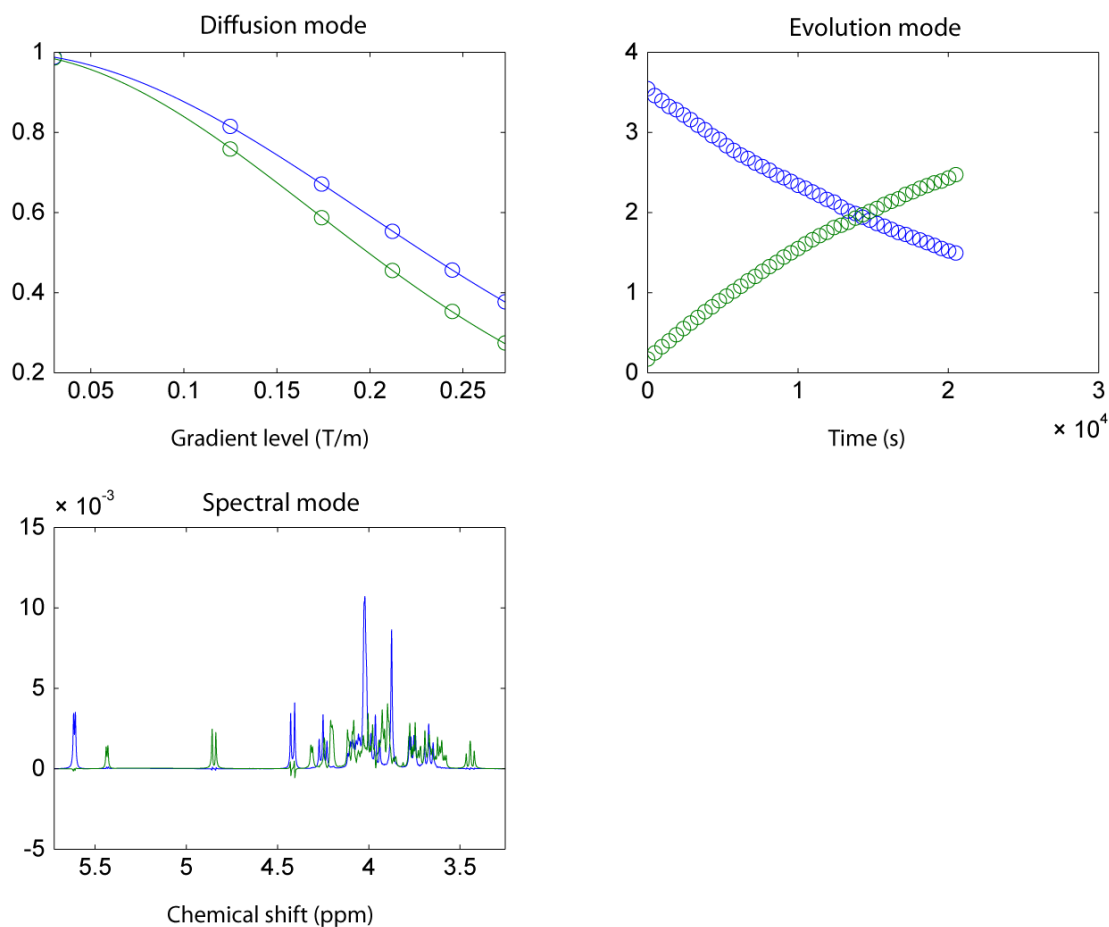 Diffusion mode
1
0.8
0.6
0.4
0.2
0.05 0.1 0.15 0.2 0.25
Gradient level (T/m)
Evolution mode
4
3
2
1
0
0 1 2 3
× 10⁴
Time (s)
Spectral mode
× 10⁻³
15
10
5
0
-5
5.5 5 4.5 4 3.5
Chemical shift (ppm)